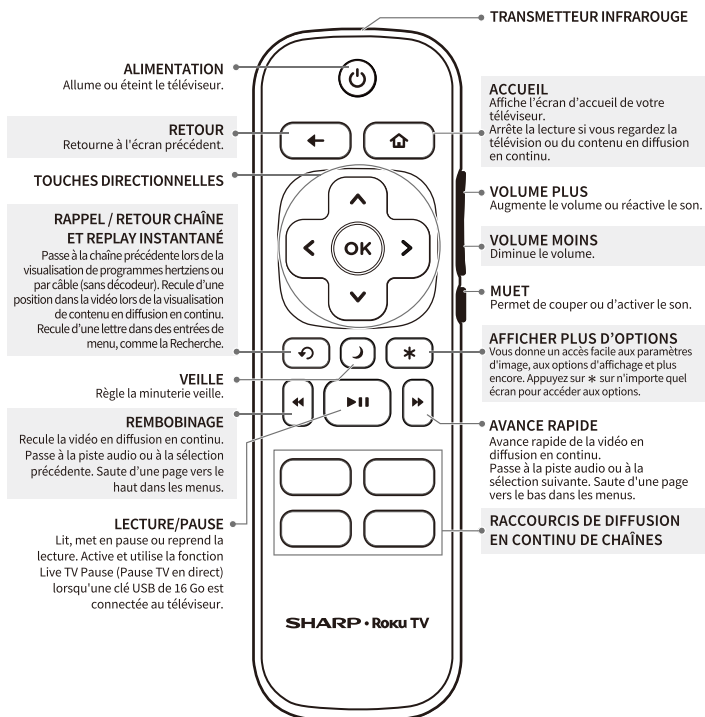 TRANSMETTEUR INFRAROUGE
ALIMENTATION
Allume ou éteint le téléviseur.
RETOUR
Retourne à l'écran précédent.
TOUCHES DIRECTIONNELLES
RAPPEL / RETOUR CHAÎNE
ET REPLAY INSTANTANÉ
Passe à la chaîne précédente lors de la
visualisation de programmes hertziens ou
par câble (sans décodeur). Recule d'une
position dans la vidéo lors de la visualisation
de contenu en diffusion en continu.
Recule d'une lettre dans des entrées de
menu, comme la Recherche.
VEILLE
Règle la minuterie veille.
REMBOBINAGE
Recule la vidéo en diffusion en continu.
Passe à la piste audio ou à la sélection
précédente. Saute d'une page vers le
haut dans les menus.
LECTURE/PAUSE
Lit, met en pause ou reprend la
lecture. Active et utilise la fonction
Live TV Pause (Pause TV en direct)
lorsqu'une clé USB de 16 Go est
connectée au téléviseur.
OK
SHARP • Roku TV
ACCUEIL
Affiche l'écran d'accueil de votre
téléviseur.
Arrête la lecture si vous regardez la
télévision ou du contenu en diffusion
en continu.
VOLUME PLUS
Augmente le volume ou réactive le son.
VOLUME MOINS
Diminue le volume.
MUET
Permet de couper ou d'activer le son.
AFFICHER PLUS D'OPTIONS
Vous donne un accès facile aux paramètres
d'image, aux options d'affichage et plus
encore. Appuyez sur * sur n'importe quel
écran pour accéder aux options.
AVANCE RAPIDE
Avance rapide de la vidéo en
diffusion en continu.
Passe à la piste audio ou à la
sélection suivante. Saute d'une page
vers le bas dans les menus.
RACCOURCIS DE DIFFUSION
EN CONTINU DE CHAÎNES